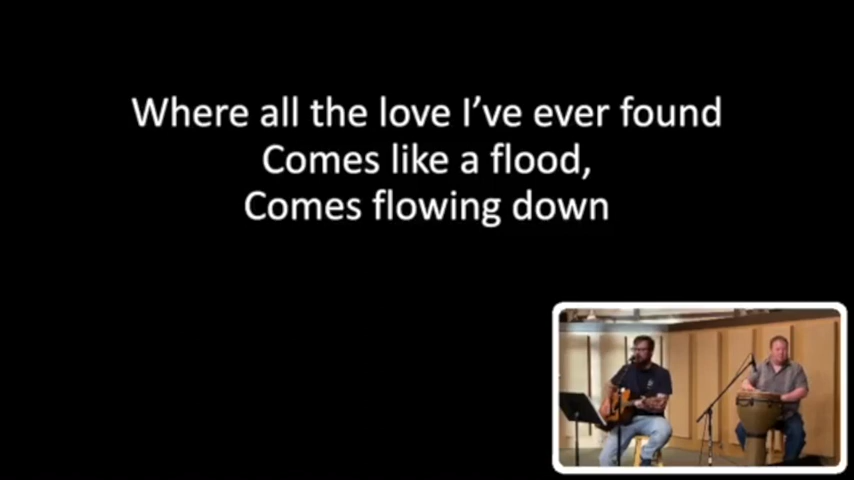 Where all the love I’ve ever found
Comes like a flood,
Comes flowing down